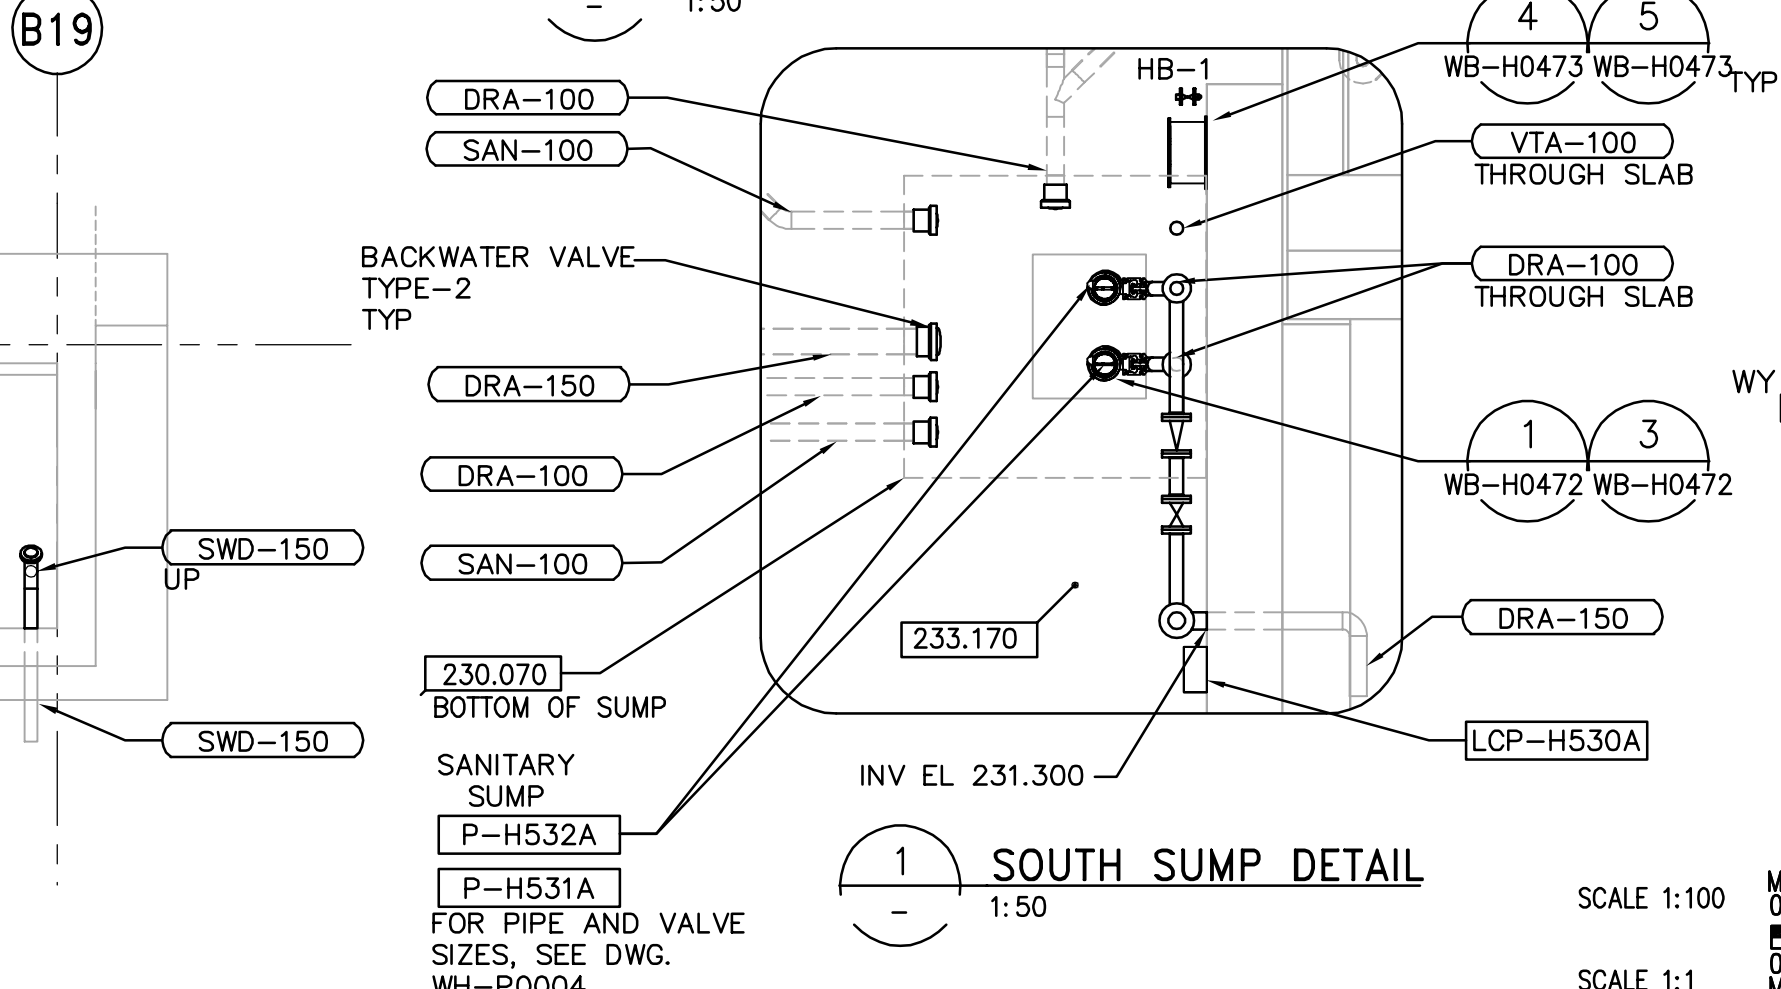 B19
-
1:50
4
WB-H0473
5
WB-H0473
TYP
HB-1
DRA-100
SAN-100
BACKWATER VALVE
TYPE-2
TYP
DRA-150
DRA-100
SAN-100
230.070
BOTTOM OF SUMP
SANITARY
SUMP
P-H532A
P-H531A
FOR PIPE AND VALVE
SIZES, SEE DWG.
WH-P0004
SWD-150
UP
SWD-150
233.170
INV EL 231.300
VTA-100
THROUGH SLAB
DRA-100
THROUGH SLAB
WY
1
WB-H0472
3
WB-H0472
DRA-150
LCP-H530A
1
-
SOUTH SUMP DETAIL
1:50
SCALE 1:100
SCALE 1:1